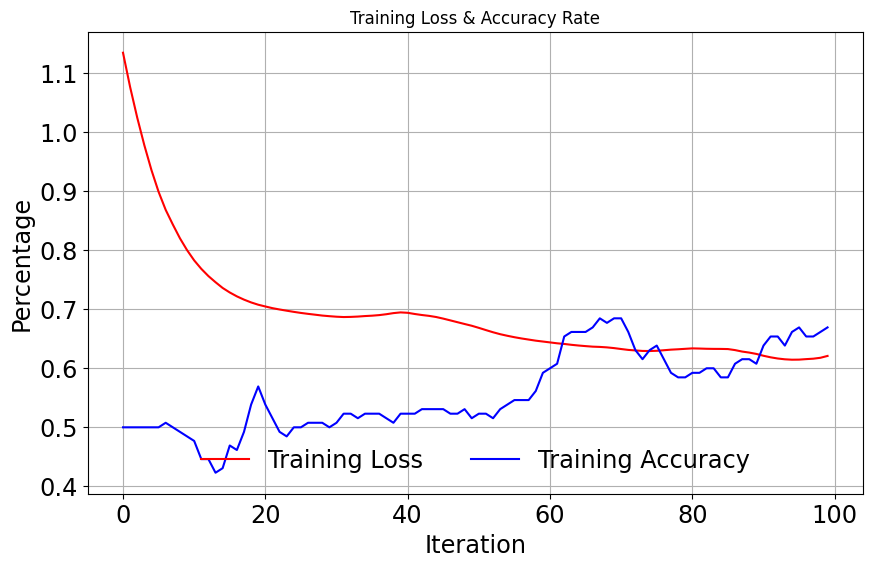 Training Loss & Accuracy Rate
1.1
1.0
0.9
0.8
0.7
0.6
0.5
0.4
Percentage
Training Loss
Training Accuracy
0
20
40
60
80
100
Iteration